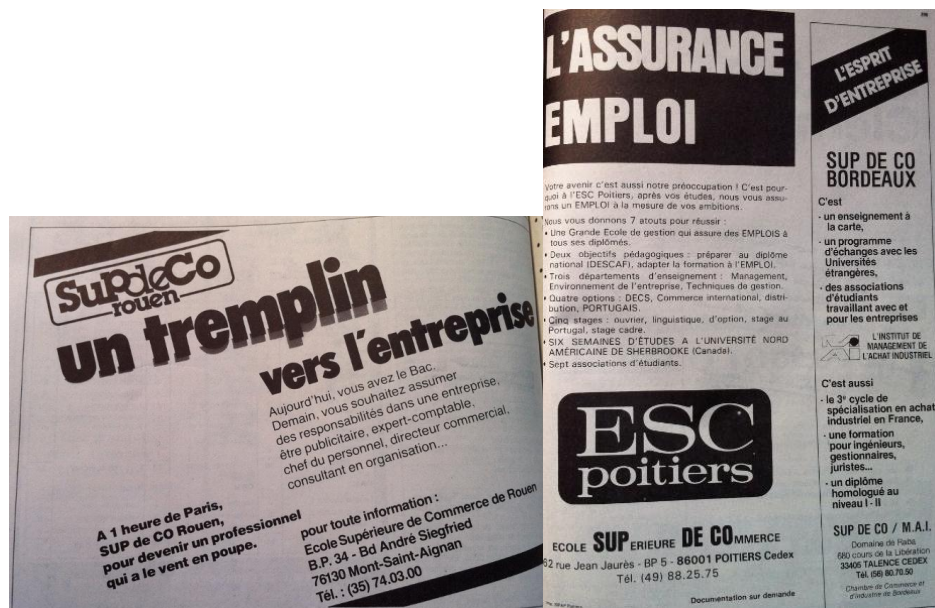 SupdeCo
rouen
un tremplin
vers l'entreprise
Aujourd'hui, vous avez le Bac.
Demain, vous souhaitez assumer
des responsabilités dans une entreprise,
être publicitaire, expert-comptable,
chef du personnel, directeur commercial,
consultant en organisation...
A 1 heure de Paris,
SUP de CO Rouen,
pour devenir un professionnel
qui a le vent en poupe.
pour toute information :
Ecole Supérieure de Commerce de Rouen
B.P. 34 - Bd André Siegfried
76130 Mont-Saint-Aignan
Tél. : (35) 74.03.00
L'ASSURANCE
EMPLOI
Votre avenir c'est aussi notre préoccupation ! C'est pour-
quoi à l'ESC Poitiers, après vos études, nous vous assu-
rons un EMPLOI à la mesure de vos ambitions.
Nous vous donnons 7 atouts pour réussir :
• Une Grande Ecole de gestion qui assure des EMPLOIS à
tous ses diplômés.
• Deux objectifs pédagogiques : préparer au diplôme
national (DESCAF), adapter la formation à l'EMPLOI.
• Trois départements d'enseignement : Management,
Environnement de l'entreprise, Techniques de gestion.
• Quatre options : DECS, Commerce international, distri-
bution, PORTUGAIS.
• Cinq stages : ouvrier, linguistique, d'option, stage au
Portugal, stage cadre.
• SIX SEMAINES D'ÉTUDES A L'UNIVERSITÉ NORD
AMÉRICAINE DE SHERBROOKE (Canada).
• Sept associations d'étudiants.
ESC
poitiers
ECOLE SUPERIEURE DE COMMERCE
32 rue Jean Jaurès - BP 5 - 86001 POITIERS Cedex
Tél. (49) 88.25.75
Documentation sur demande
L'ESPRIT
D'ENTREPRISE
SUP DE CO
BORDEAUX
C'est
- un enseignement à
la carte,
- un programme
d'échanges avec les
Universités
étrangères,
- des associations
d'étudiants
travaillant avec et
pour les entreprises
L'INSTITUT DE
MANAGEMENT DE
L'ACHAT INDUSTRIEL
C'est aussi
- le 3e cycle de
spécialisation en achat
industriel en France,
- une formation
pour ingénieurs,
gestionnaires,
juristes...
- un diplôme
homologué au
niveau I - II
SUP DE CO / M.A.I.
Domaine de Raba
680 cours de la Libération
33405 TALENCE CEDEX
Tél. (56) 80.70.50
Chambre de Commerce et
d'Industrie de Bordeaux